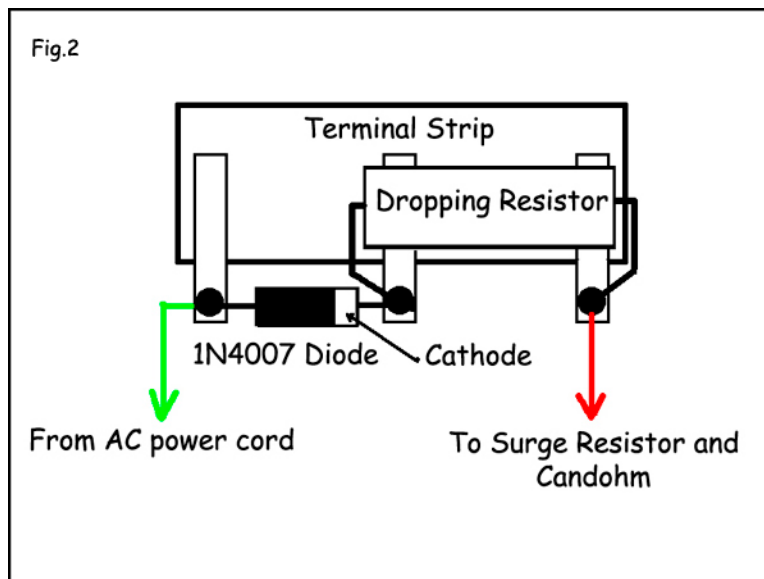 Fig.2
Terminal Strip
Dropping Resistor
1N4007 Diode
Cathode
From AC power cord
To Surge Resistor and
Candohm